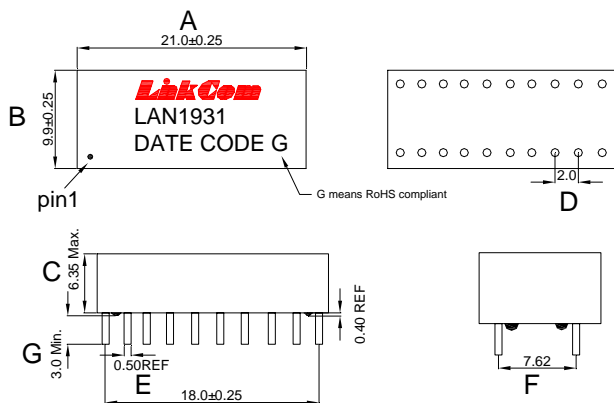 A
21.0±0.25
B
9.9±0.25
LinkCom
LAN1931
DATE CODE G
pin1
G means RoHS compliant
2.0
D
C
6.35 Max.
0.40 REF
G
3.0 Min.
0.50REF
E
18.0±0.25
7.62
F